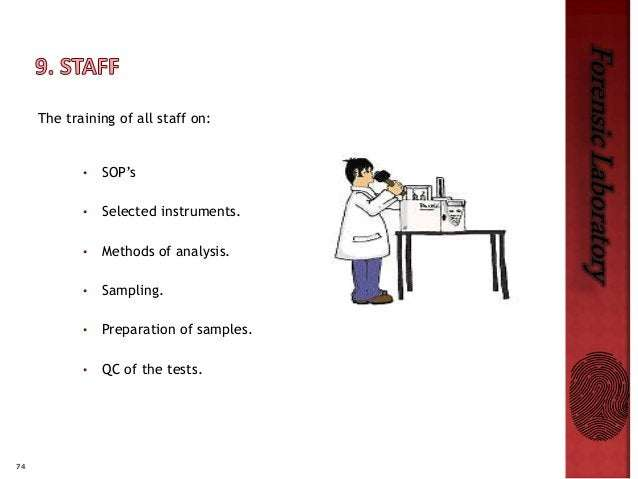 9. STAFF
The training of all staff on:
• SOP’s
• Selected instruments.
• Methods of analysis.
• Sampling.
• Preparation of samples.
• QC of the tests.
Forensic Laboratory
74